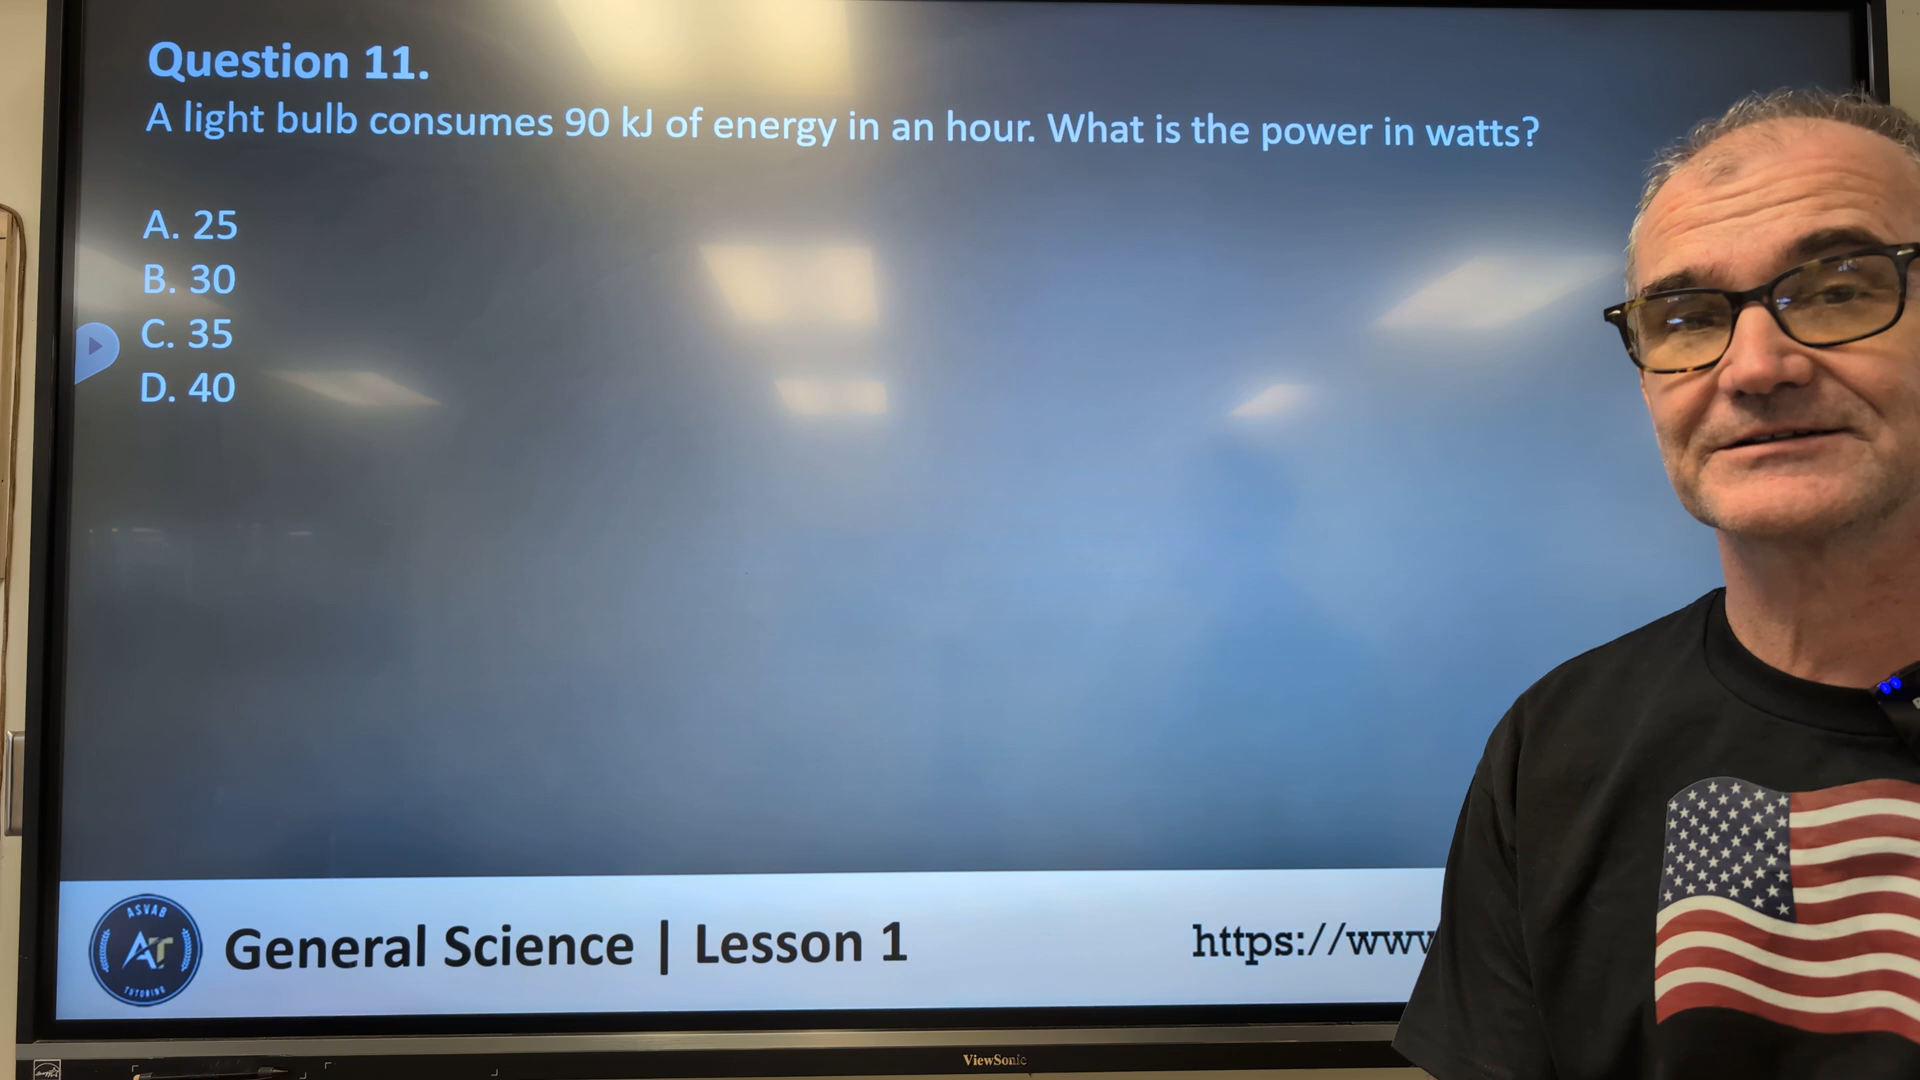 Question 11.
A light bulb consumes 90 kJ of energy in an hour. What is the power in watts?
A. 25
B. 30
C. 35
D. 40
ASVAB
AT
TUTORING
General Science | Lesson 1
https://www
ViewSonic